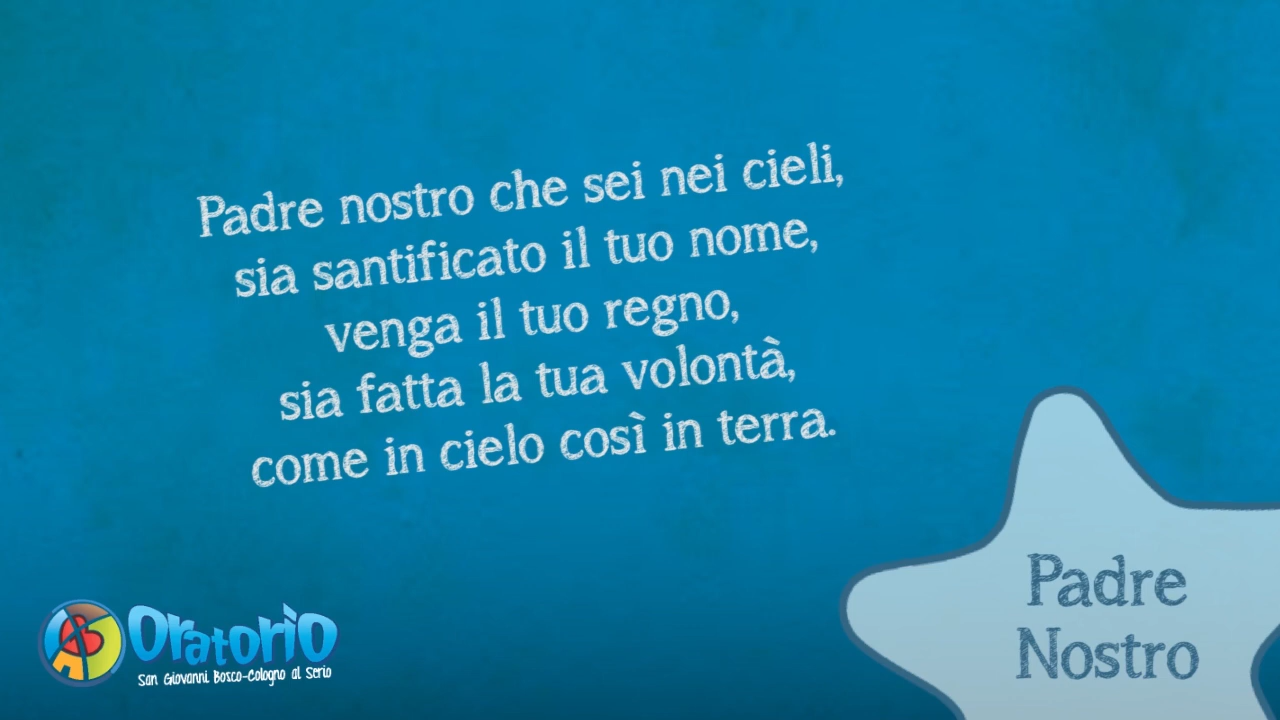 Padre nostro che sei nei cieli,
sia santificato il tuo nome,
venga il tuo regno,
sia fatta la tua volontà,
come in cielo così in terra.
Padre
Nostro
Oratorio
San Giovanni Bosco-Cologno al Serio